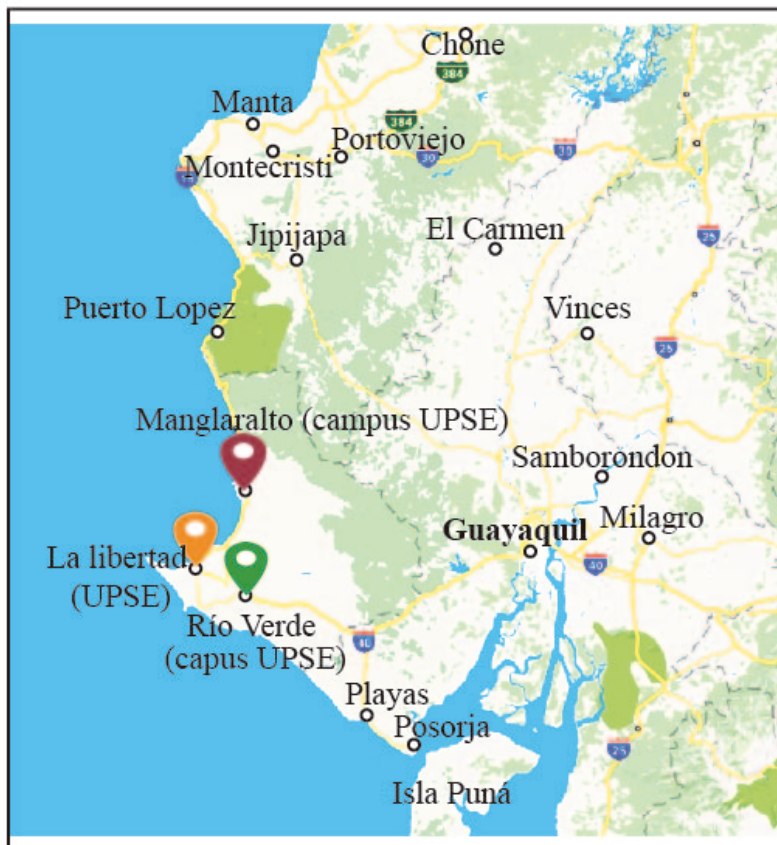 Chone
384
Manta
384
Portoviejo
30
30
Montecristi
Jipijapa
El Carmen
25
Puerto Lopez
Vinces
25
Manglaralto (campus UPSE)
Samborondon
Guayaquil
Milagro
La libertad
(UPSE)
40
Río Verde
(capus UPSE)
40
Playas
Posorja
25
Isla Puná